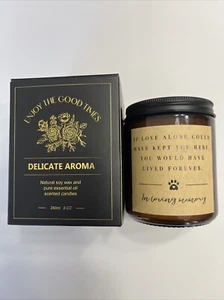 ENJOY THE GOOD TIMES
DELICATE AROMA
Natural soy wax and
pure essential oil
scented candles
IF LOVE ALONE COULD
HAVE KEPT YOU HERE,
YOU WOULD HAVE
LIVED FOREVER.
In loving memory